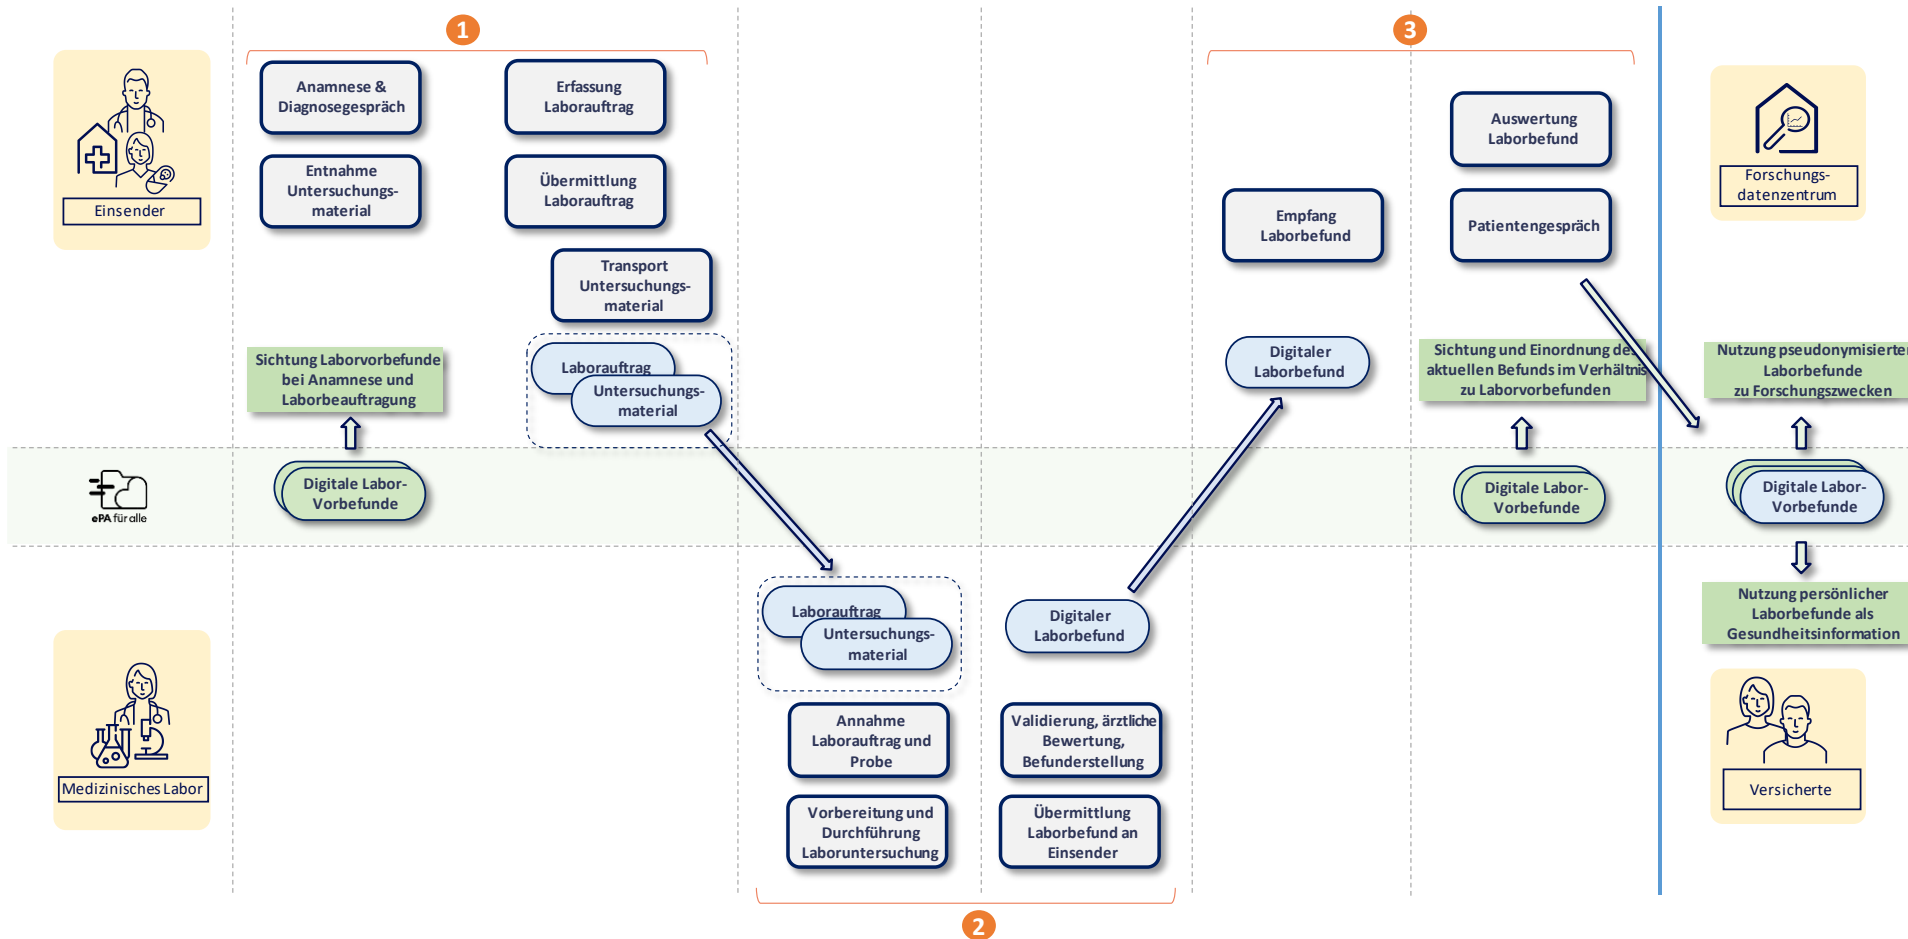 1
3
Anamnese &
Diagnosegespräch
Erfassung
Laborauftrag
Entnahme
Untersuchungs-
material
Übermittlung
Laborauftrag
Transport
Untersuchungs-
material
Einsender
Auswertung
Laborbefund
Empfang
Laborbefund
Patientengespräch
Forschungs-
datenzentrum
Sichtung Laborvorbefunde
bei Anamnese und
Laborbeauftragung
Laborauftrag
Untersuchungs-
material
Digitaler
Laborbefund
Sichtung und Einordnung des
aktuellen Befunds im Verhältnis
zu Laborvorbefunden
Nutzung pseudonymisierter
Laborbefunde
zu Forschungszwecken
ePA für alle
Digitale Labor-
Vorbefunde
Digitale Labor-
Vorbefunde
Digitale Labor-
Vorbefunde
Laborauftrag
Untersuchungs-
material
Digitaler
Laborbefund
Nutzung persönlicher
Laborbefunde als
Gesundheitsinformation
Medizinisches Labor
Annahme
Laborauftrag und
Probe
Validierung, ärztliche
Bewertung,
Befunderstellung
Vorbereitung und
Durchführung
Laboruntersuchung
Übermittlung
Laborbefund an
Einsender
Versicherte
2